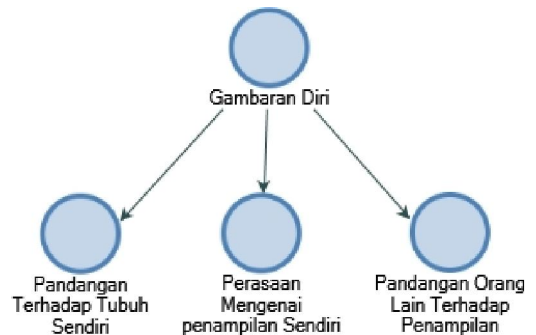 Gambaran Diri
Pandangan
Terhadap Tubuh
Sendiri
Perasaan
Mengenai
penampilan Sendiri
Pandangan Orang
Lain Terhadap
Penampilan